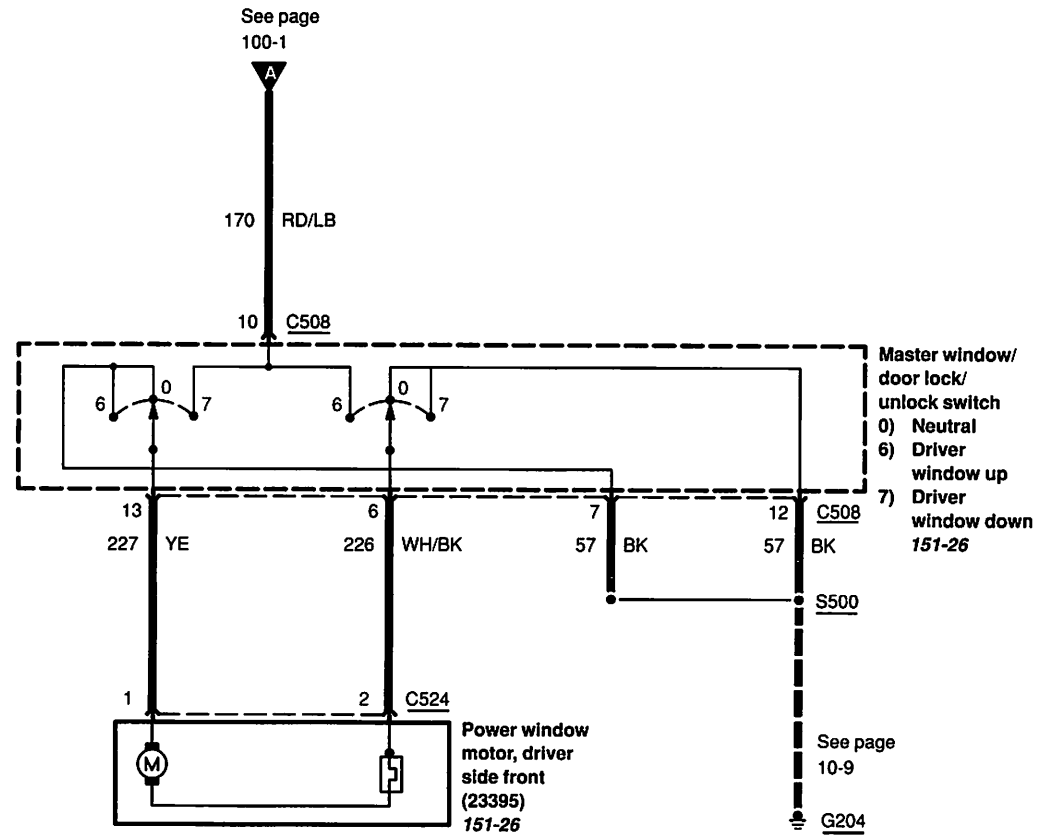 See page
100-1
A
170 RD/LB
10 C508
Master window/
door lock/
unlock switch
0) Neutral
6) Driver
window up
7) Driver
window down
151-26
6 0 7
6 0 7
13 6 7 12 C508
227 YE 226 WH/BK 57 BK 57 BK
S500
1 2 C524
Power window
motor, driver
side front
(23395)
151-26
M
See page
10-9
G204